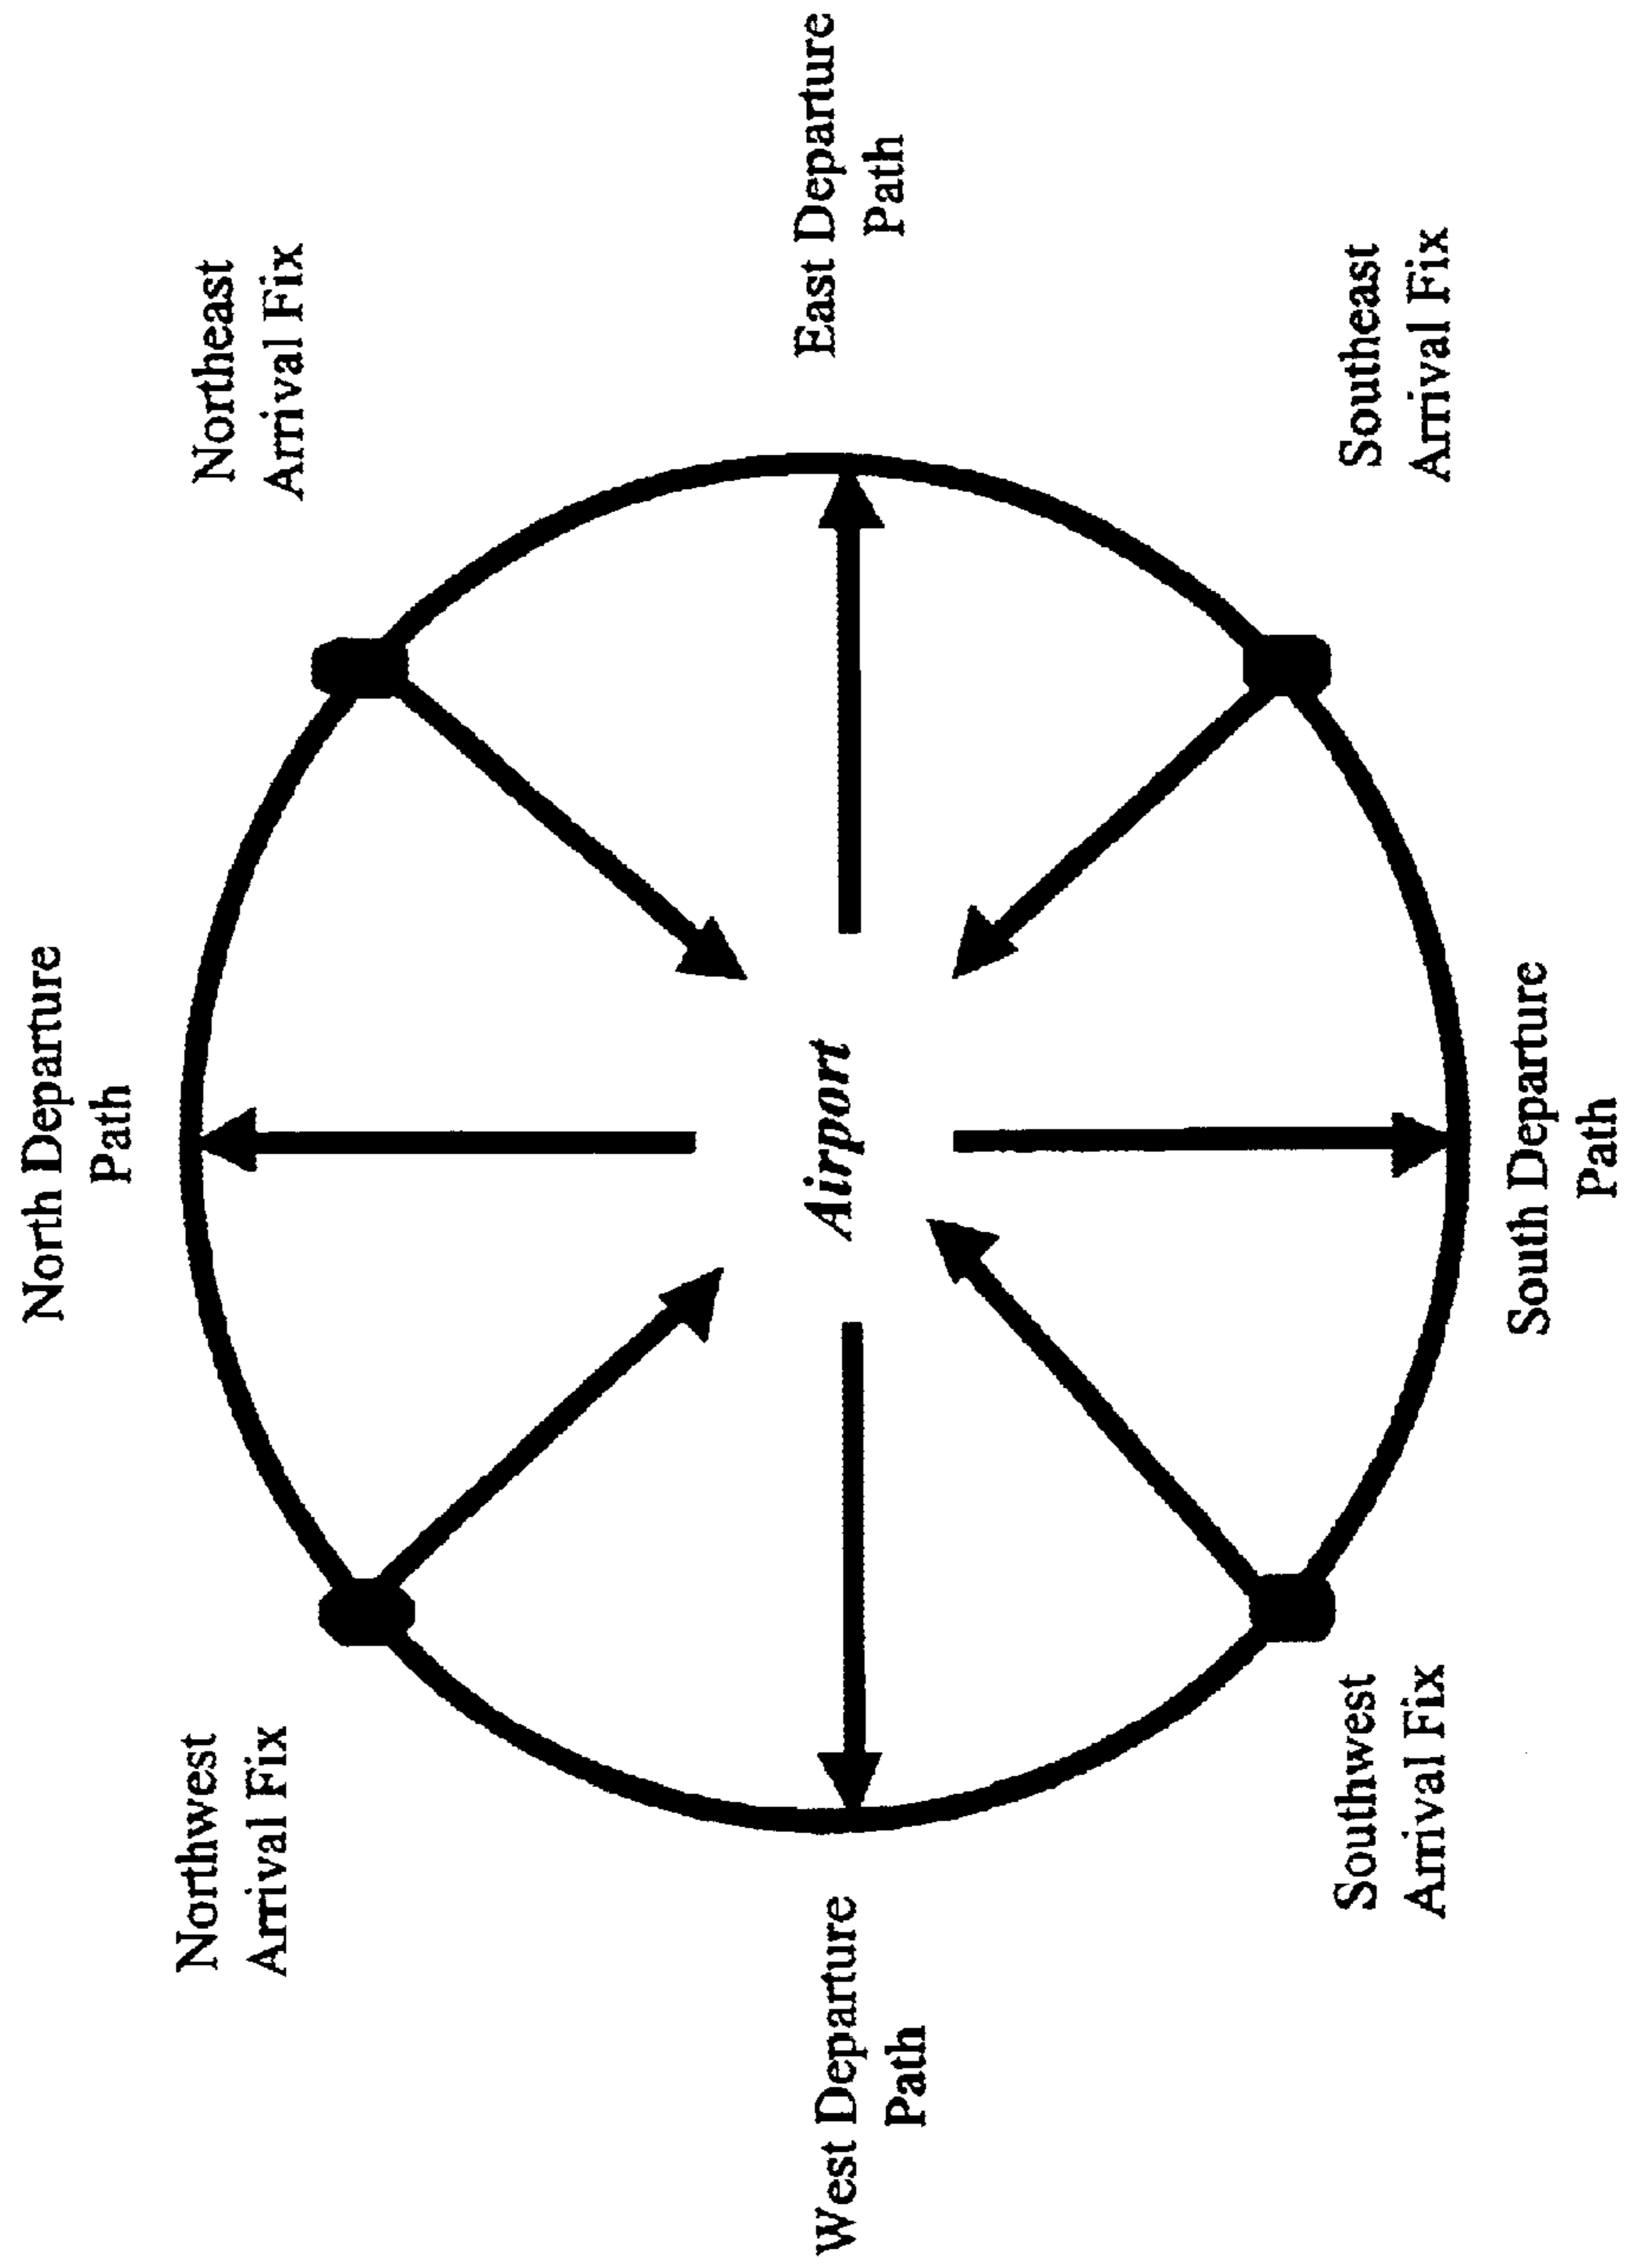 North Departure
Path
Northwest
Arrival Fix
Northeast
Arrival Fix
West Departure
Path
Airport
East Departure
Path
Southwest
Arrival Fix
Southeast
Arrival Fix
South Departure
Path